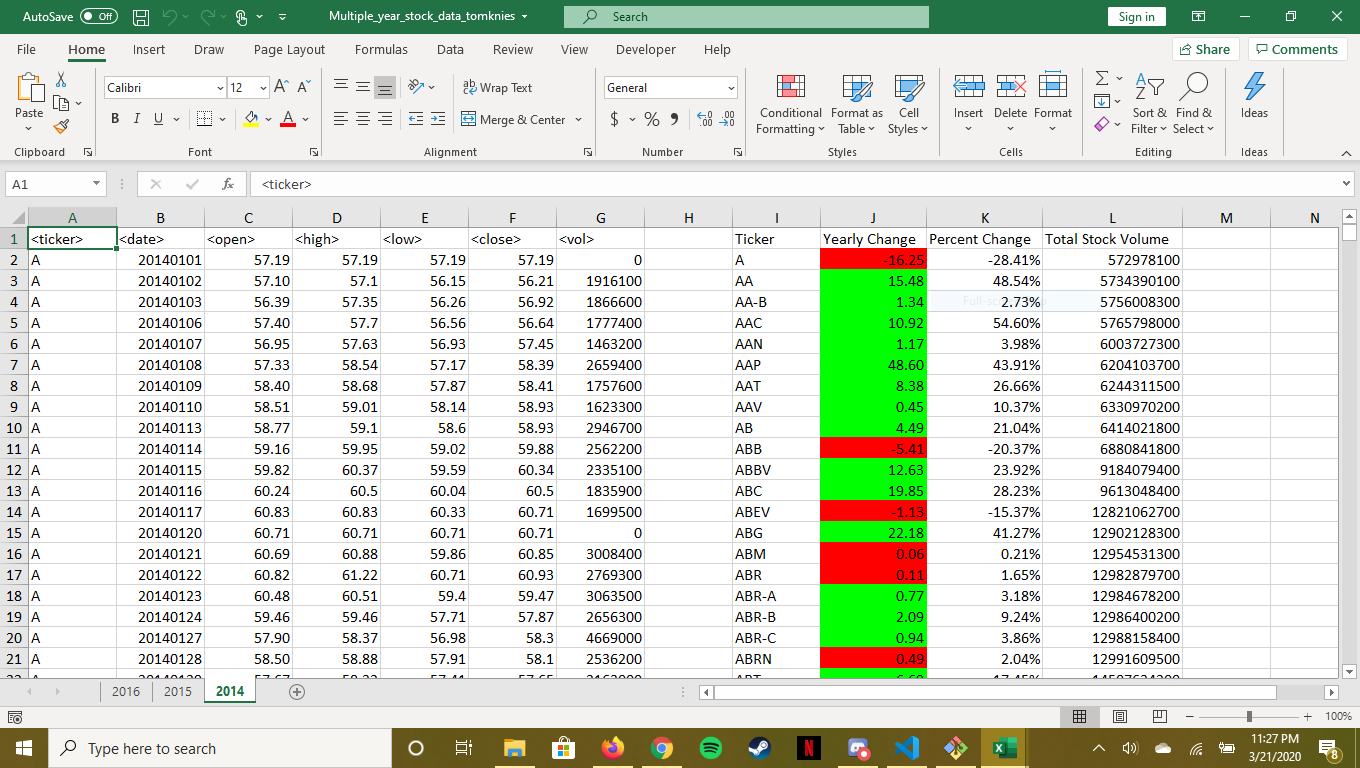 AutoSave Off Multiple_year_stock_data_tomknies Search Sign in
File Home Insert Draw Page Layout Formulas Data Review View Developer Help Share Comments
Calibri 12 Wrap Text General
Paste B I U Merge & Center $ % Conditional Formatting Format as Table Cell Styles Insert Delete Format Sort & Filter Find & Select Ideas
Clipboard Font Alignment Number Styles Cells Editing Ideas
A1 fx <ticker>
A B C D E F G H I J K L M N
1 <ticker> <date> <open> <high> <low> <close> <vol> Ticker Yearly Change Percent Change Total Stock Volume
2 A 20140101 57.19 57.19 57.19 57.19 0 A -16.25 -28.41% 572978100
3 A 20140102 57.10 57.1 56.15 56.21 1916100 AA 15.48 48.54% 5734390100
4 A 20140103 56.39 57.35 56.26 56.92 1866600 AA-B 1.34 2.73% 5756008300
5 A 20140106 57.40 57.7 56.56 56.64 1777400 AAC 10.92 54.60% 5765798000
6 A 20140107 56.95 57.63 56.93 57.45 1463200 AAN 1.17 3.98% 6003727300
7 A 20140108 57.33 58.54 57.17 58.39 2659400 AAP 48.60 43.91% 6204103700
8 A 20140109 58.40 58.68 57.87 58.41 1757600 AAT 8.38 26.66% 6244311500
9 A 20140110 58.51 59.01 58.14 58.93 1623300 AAV 0.45 10.37% 6330970200
10 A 20140113 58.77 59.1 58.6 58.93 2946700 AB 4.49 21.04% 6414021800
11 A 20140114 59.16 59.95 59.02 59.88 2562200 ABB -5.41 -20.37% 6880841800
12 A 20140115 59.82 60.37 59.59 60.34 2335100 ABBV 12.63 23.92% 9184079400
13 A 20140116 60.24 60.5 60.04 60.5 1835900 ABC 19.85 28.23% 9613048400
14 A 20140117 60.83 60.83 60.33 60.71 1699500 ABEV -1.13 -15.37% 12821062700
15 A 20140120 60.71 60.71 60.71 60.71 0 ABG 22.18 41.27% 12902128300
16 A 20140121 60.69 60.88 59.86 60.85 3008400 ABM 0.06 0.21% 12954531300
17 A 20140122 60.82 61.22 60.71 60.93 2769300 ABR 0.11 1.65% 12982879700
18 A 20140123 60.48 60.51 59.4 59.47 3063500 ABR-A 0.77 3.18% 12984678200
19 A 20140124 59.46 59.46 57.71 57.87 2656300 ABR-B 2.09 9.24% 12986400200
20 A 20140127 57.90 58.37 56.98 58.3 4669000 ABR-C 0.94 3.86% 12988158400
21 A 20140128 58.50 58.88 57.91 58.1 2536200 ABRN 0.49 2.04% 12991609500
2016 2015 2014
100%
Type here to search 11:27 PM
3/21/2020 8